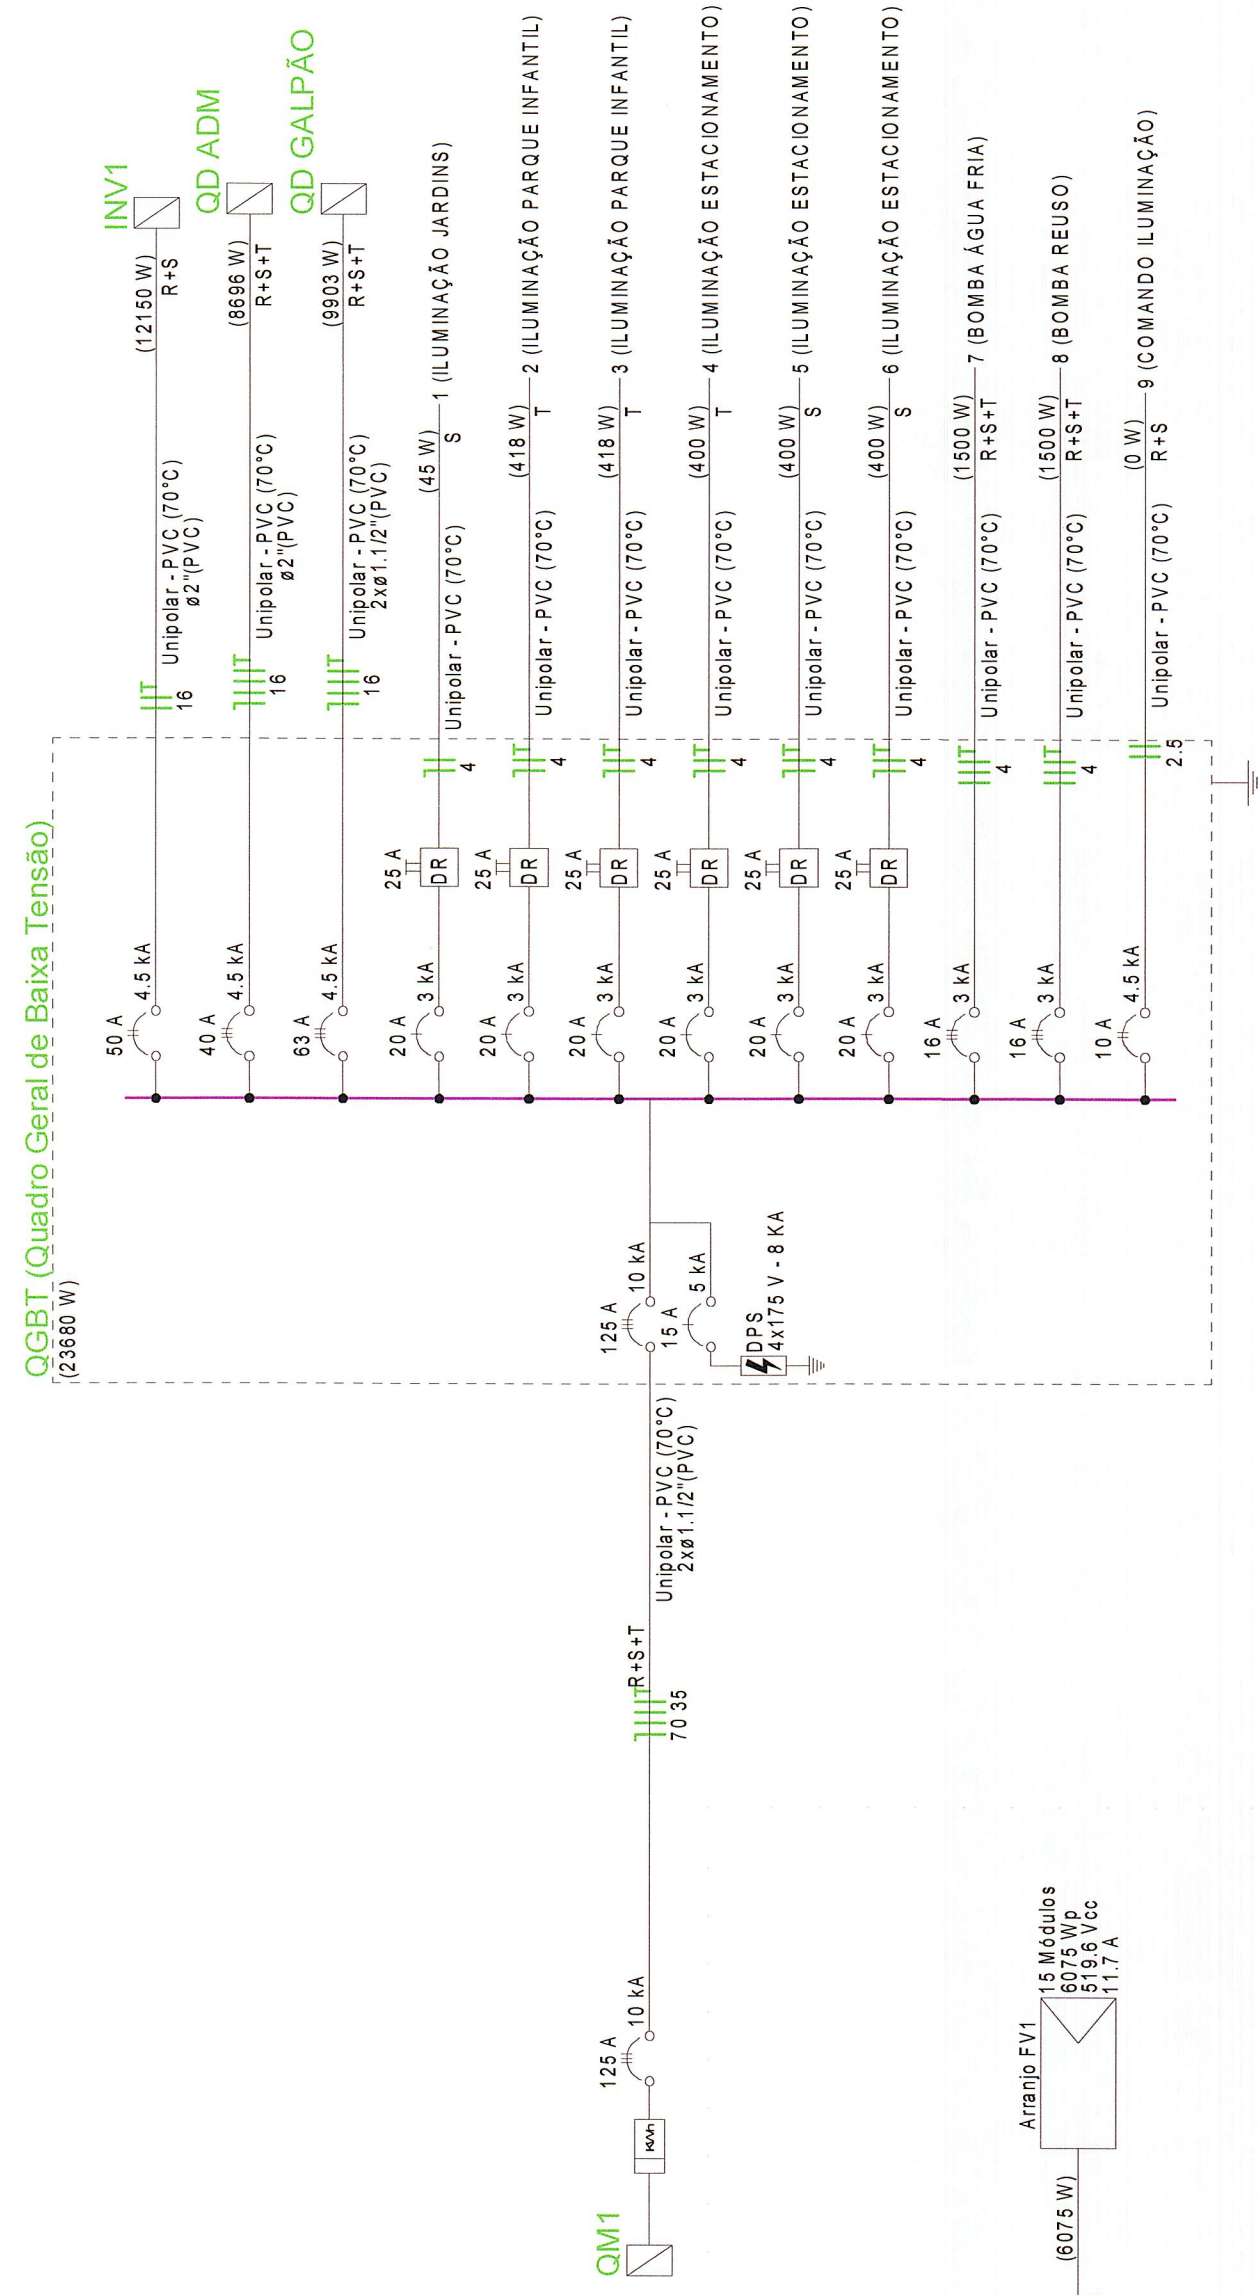 QGBT (Quadro Geral de Baixa Tensão)
(23680 W)
50 A
4.5 kA
16
Unipolar - PVC (70°C)
ø2"(PVC)
(12150 W)
R+S
INV1
40 A
4.5 kA
16
Unipolar - PVC (70°C)
ø2"(PVC)
(8696 W)
R+S+T
QD ADM
63 A
4.5 kA
16
Unipolar - PVC (70°C)
2xø1.1/2"(PVC)
(9903 W)
R+S+T
QD GALPÃO
20 A
3 kA
25 A
DR
4
Unipolar - PVC (70°C)
(45 W)
S
1 (ILUMINAÇÃO JARDINS)
20 A
3 kA
25 A
DR
4
Unipolar - PVC (70°C)
(418 W)
T
2 (ILUMINAÇÃO PARQUE INFANTIL)
20 A
3 kA
25 A
DR
4
Unipolar - PVC (70°C)
(418 W)
T
3 (ILUMINAÇÃO PARQUE INFANTIL)
20 A
3 kA
25 A
DR
4
Unipolar - PVC (70°C)
(400 W)
T
4 (ILUMINAÇÃO ESTACIONAMENTO)
20 A
3 kA
25 A
DR
4
Unipolar - PVC (70°C)
(400 W)
S
5 (ILUMINAÇÃO ESTACIONAMENTO)
20 A
3 kA
25 A
DR
4
Unipolar - PVC (70°C)
(400 W)
S
6 (ILUMINAÇÃO ESTACIONAMENTO)
16 A
3 kA
4
Unipolar - PVC (70°C)
(1500 W)
R+S+T
7 (BOMBA ÁGUA FRIA)
16 A
3 kA
4
Unipolar - PVC (70°C)
(1500 W)
R+S+T
8 (BOMBA REUSO)
10 A
4.5 kA
2.5
Unipolar - PVC (70°C)
(0 W)
R+S
9 (COMANDO ILUMINAÇÃO)
QM1
KWh
125 A
10 kA
70 35
R+S+T
Unipolar - PVC (70°C)
2xø1.1/2"(PVC)
125 A
10 kA
15 A
5 kA
DPS
4x175 V - 8 KA
(6075 W)
Arranjo FV1
15 Módulos
6075 Wp
519.6 Vcc
11.7 A